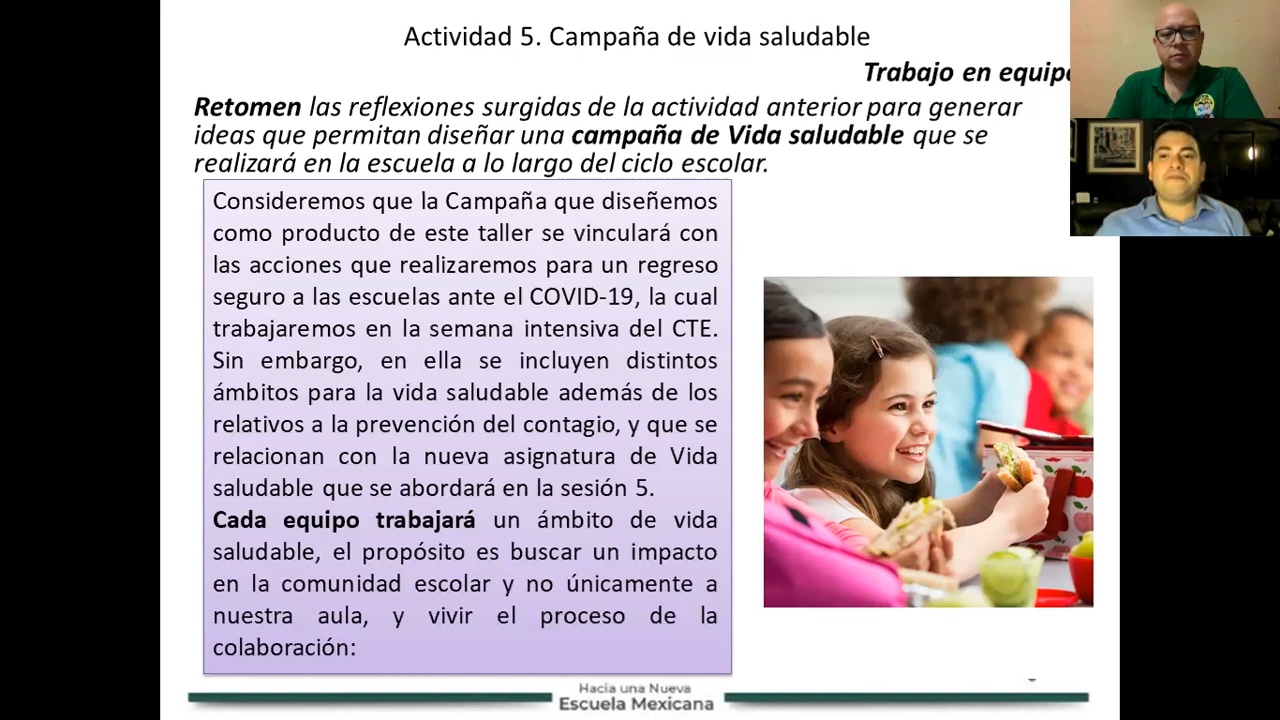 Actividad 5. Campaña de vida saludable
Trabajo en equipo
Retomen las reflexiones surgidas de la actividad anterior para generar
ideas que permitan diseñar una campaña de Vida saludable que se
realizará en la escuela a lo largo del ciclo escolar.
Consideremos que la Campaña que diseñemos
como producto de este taller se vinculará con
las acciones que realizaremos para un regreso
seguro a las escuelas ante el COVID-19, la cual
trabajaremos en la semana intensiva del CTE.
Sin embargo, en ella se incluyen distintos
ámbitos para la vida saludable además de los
relativos a la prevención del contagio, y que se
relacionan con la nueva asignatura de Vida
saludable que se abordará en la sesión 5.
Cada equipo trabajará un ámbito de vida
saludable, el propósito es buscar un impacto
en la comunidad escolar y no únicamente a
nuestra aula, y vivir el proceso de la
colaboración:
Hacia una Nueva
Escuela Mexicana